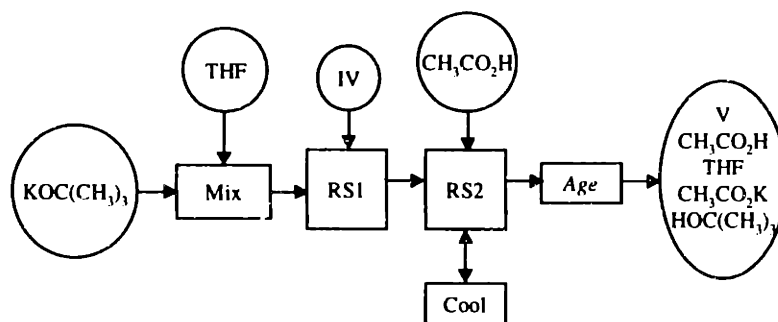 THF
IV
CH₃CO₂H
KOC(CH₃)₃
Mix
RS1
RS2
Age
V
CH₃CO₂H
THF
CH₃CO₂K
HOC(CH₃)₃
Cool